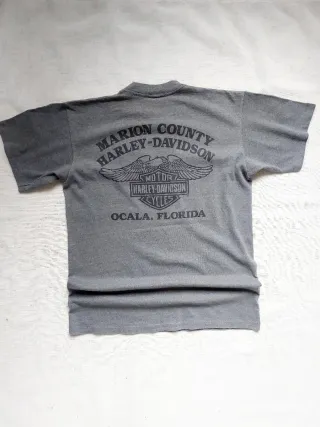 MARION COUNTY
HARLEY-DAVIDSON
MOTOR
HARLEY-DAVIDSON
CYCLES
OCALA, FLORIDA